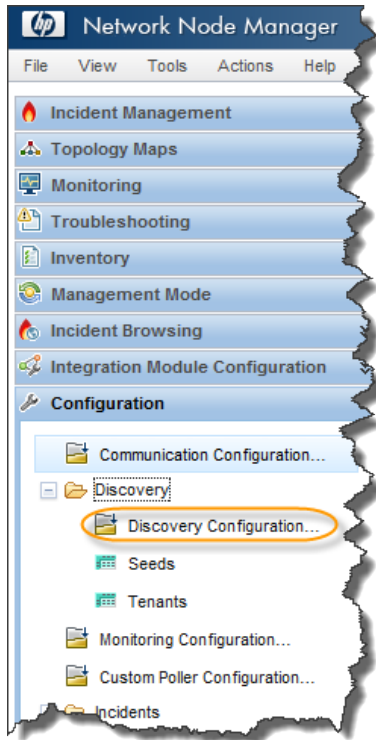 hp Network Node Manager
File View Tools Actions Help
Incident Management
Topology Maps
Monitoring
Troubleshooting
Inventory
Management Mode
Incident Browsing
Integration Module Configuration
Configuration
Communication Configuration...
Discovery
Discovery Configuration...
Seeds
Tenants
Monitoring Configuration...
Custom Poller Configuration...
Incidents